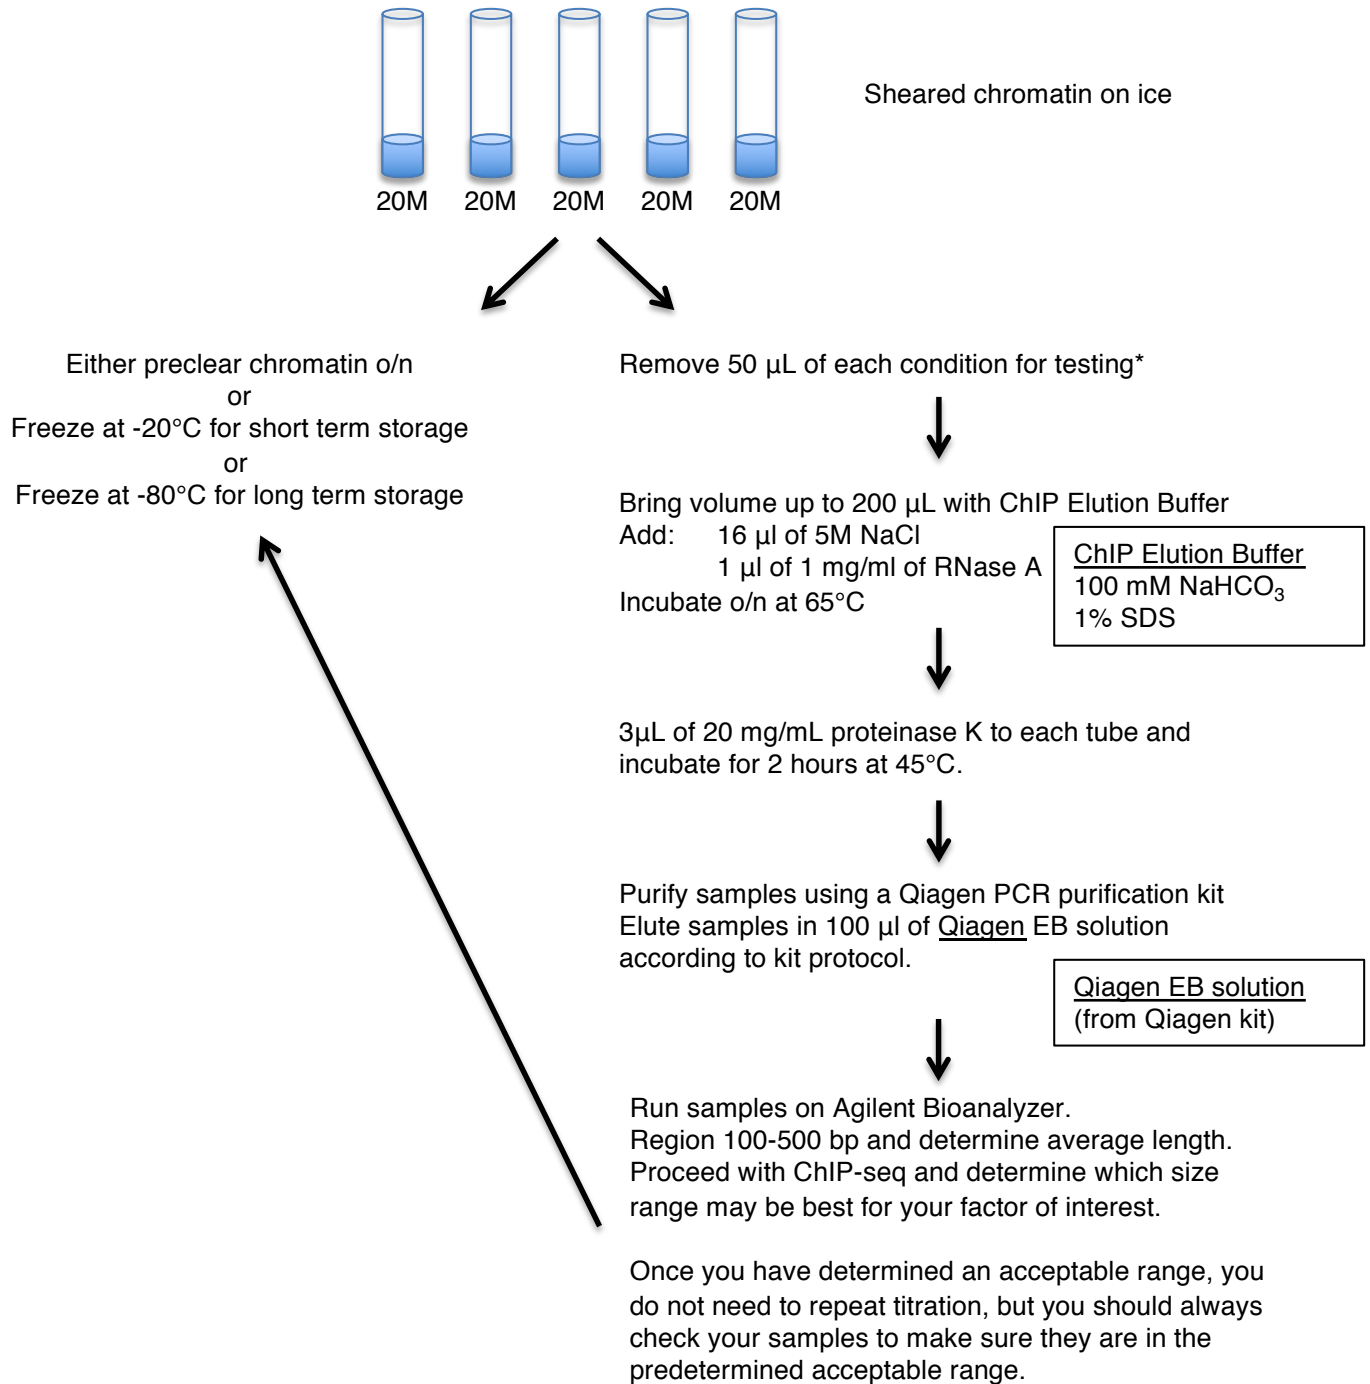 Sheared chromatin on ice
20M 20M 20M 20M 20M
Either preclear chromatin o/n
or
Freeze at -20°C for short term storage
or
Freeze at -80°C for long term storage
Remove 50 µL of each condition for testing*
Bring volume up to 200 µL with ChIP Elution Buffer
Add: 16 µl of 5M NaCl
1 µl of 1 mg/ml of RNase A
Incubate o/n at 65°C
ChIP Elution Buffer
100 mM NaHCO₃
1% SDS
3µL of 20 mg/mL proteinase K to each tube and
incubate for 2 hours at 45°C.
Purify samples using a Qiagen PCR purification kit
Elute samples in 100 µl of Qiagen EB solution
according to kit protocol.
Qiagen EB solution
(from Qiagen kit)
Run samples on Agilent Bioanalyzer.
Region 100-500 bp and determine average length.
Proceed with ChIP-seq and determine which size
range may be best for your factor of interest.
Once you have determined an acceptable range, you
do not need to repeat titration, but you should always
check your samples to make sure they are in the
predetermined acceptable range.